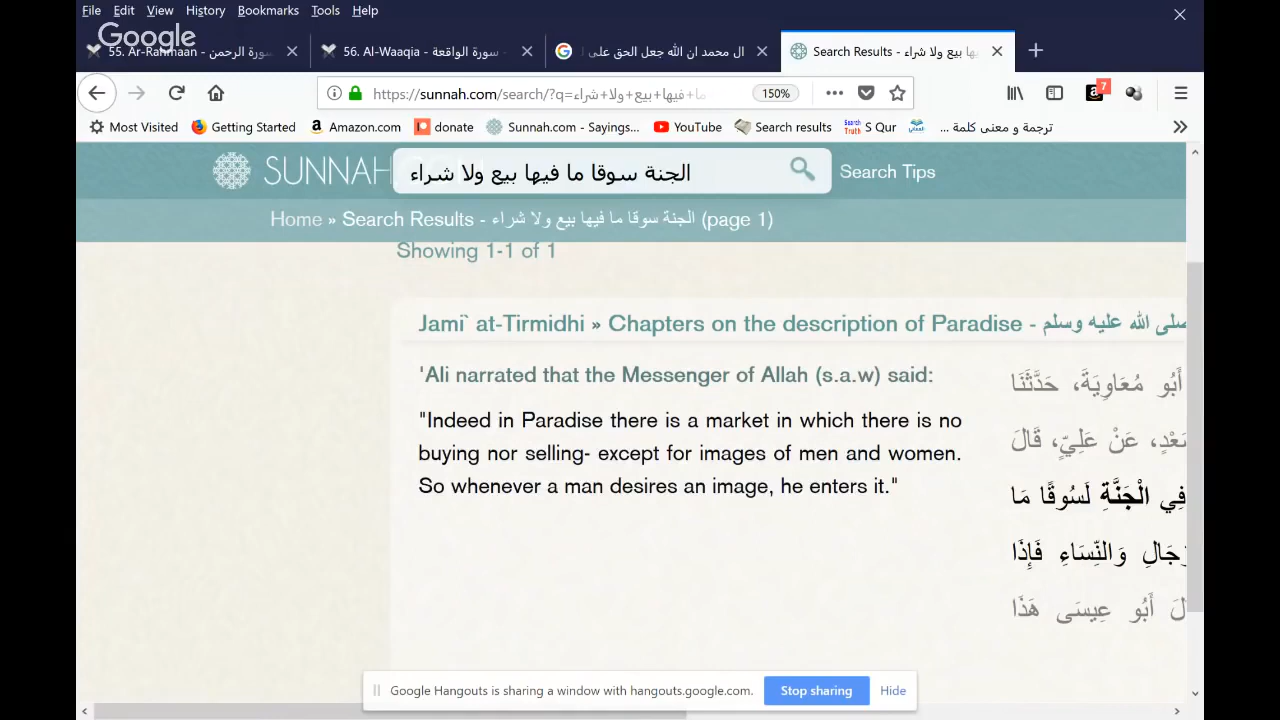 File Edit View History Bookmarks Tools Help
Google
55. Ar-Rahmaan - سورة الرحمن
56. Al-Waaqia - سورة الواقعة
ال محمد ان الله جعل الحق على
Search Results - يها بيع ولا شراء
https://sunnah.com/search/?q=ما+فيها+بيع+ولا+شراء 150%
7
Most Visited Getting Started Amazon.com donate Sunnah.com - Sayings... YouTube Search results Search Truth S Qur ترجمة و معنى كلمة ...
SUNNAH
الجنة سوقا ما فيها بيع ولا شراء
Search Tips
Home » Search Results - الجنة سوقا ما فيها بيع ولا شراء (page 1)
Showing 1-1 of 1
Jami` at-Tirmidhi » Chapters on the description of Paradise - صلى الله عليه وسلم
'Ali narrated that the Messenger of Allah (s.a.w) said:
"Indeed in Paradise there is a market in which there is no
buying nor selling- except for images of men and women.
So whenever a man desires an image, he enters it."
أَبُو مُعَاوِيَةَ، حَدَّثَنَا
سَعْدٍ، عَنْ عَلِيٍّ، قَالَ
فِي الْجَنَّةِ لَسُوقًا مَا
رِّجَالِ وَالنِّسَاءِ فَإِذَا
أَبُو عِيسَى هَذَا
Google Hangouts is sharing a window with hangouts.google.com. Stop sharing Hide